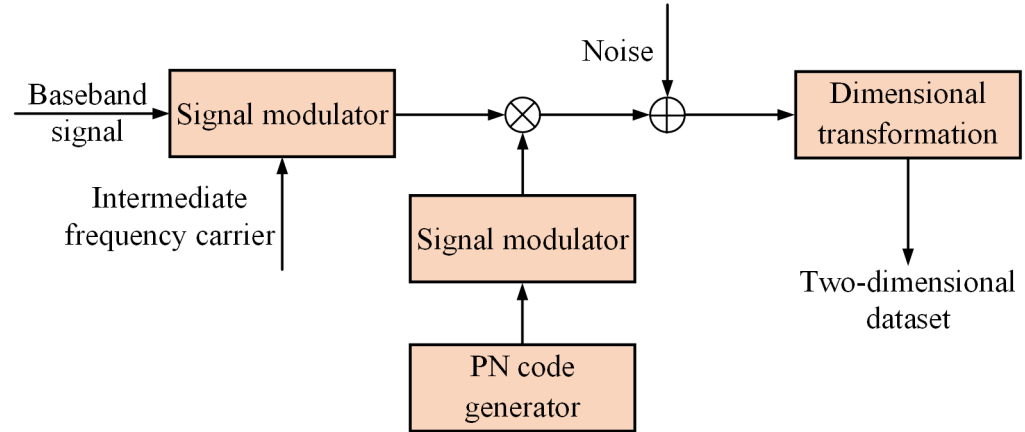 Baseband
signal
Signal modulator
Intermediate
frequency carrier
Noise
Dimensional
transformation
Signal modulator
PN code
generator
Two-dimensional
dataset